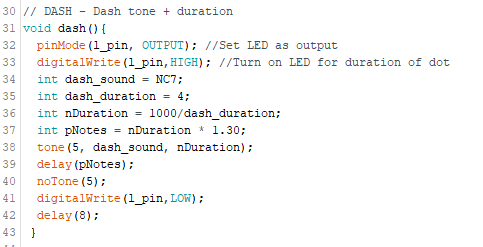 30 // DASH - Dash tone + duration
31 void dash(){
32 pinMode(l_pin, OUTPUT); //Set LED as output
33 digitalWrite(l_pin,HIGH); //Turn on LED for duration of dot
34 int dash_sound = NC7;
35 int dash_duration = 4;
36 int nDuration = 1000/dash_duration;
37 int pNotes = nDuration * 1.30;
38 tone(5, dash_sound, nDuration);
39 delay(pNotes);
40 noTone(5);
41 digitalWrite(l_pin,LOW);
42 delay(8);
43 }